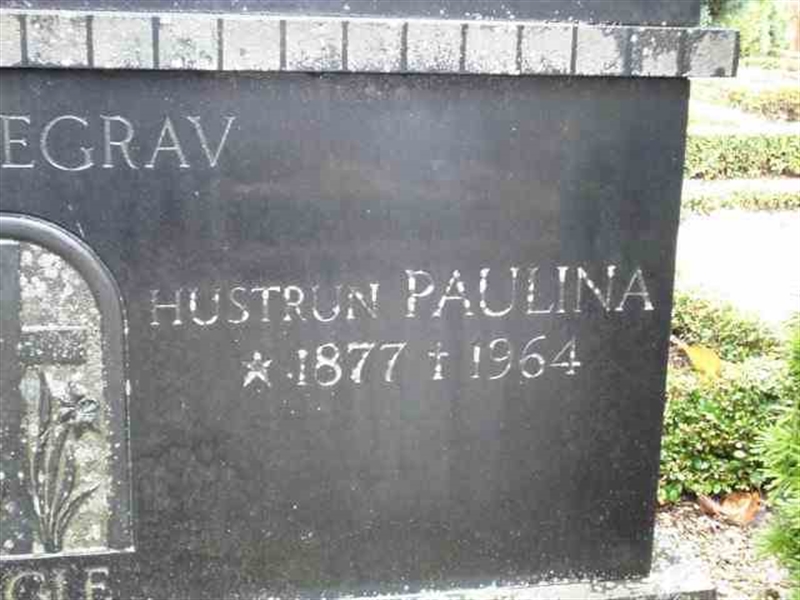 EGRAV
HUSTRUN PAULINA
* 1877 † 1964